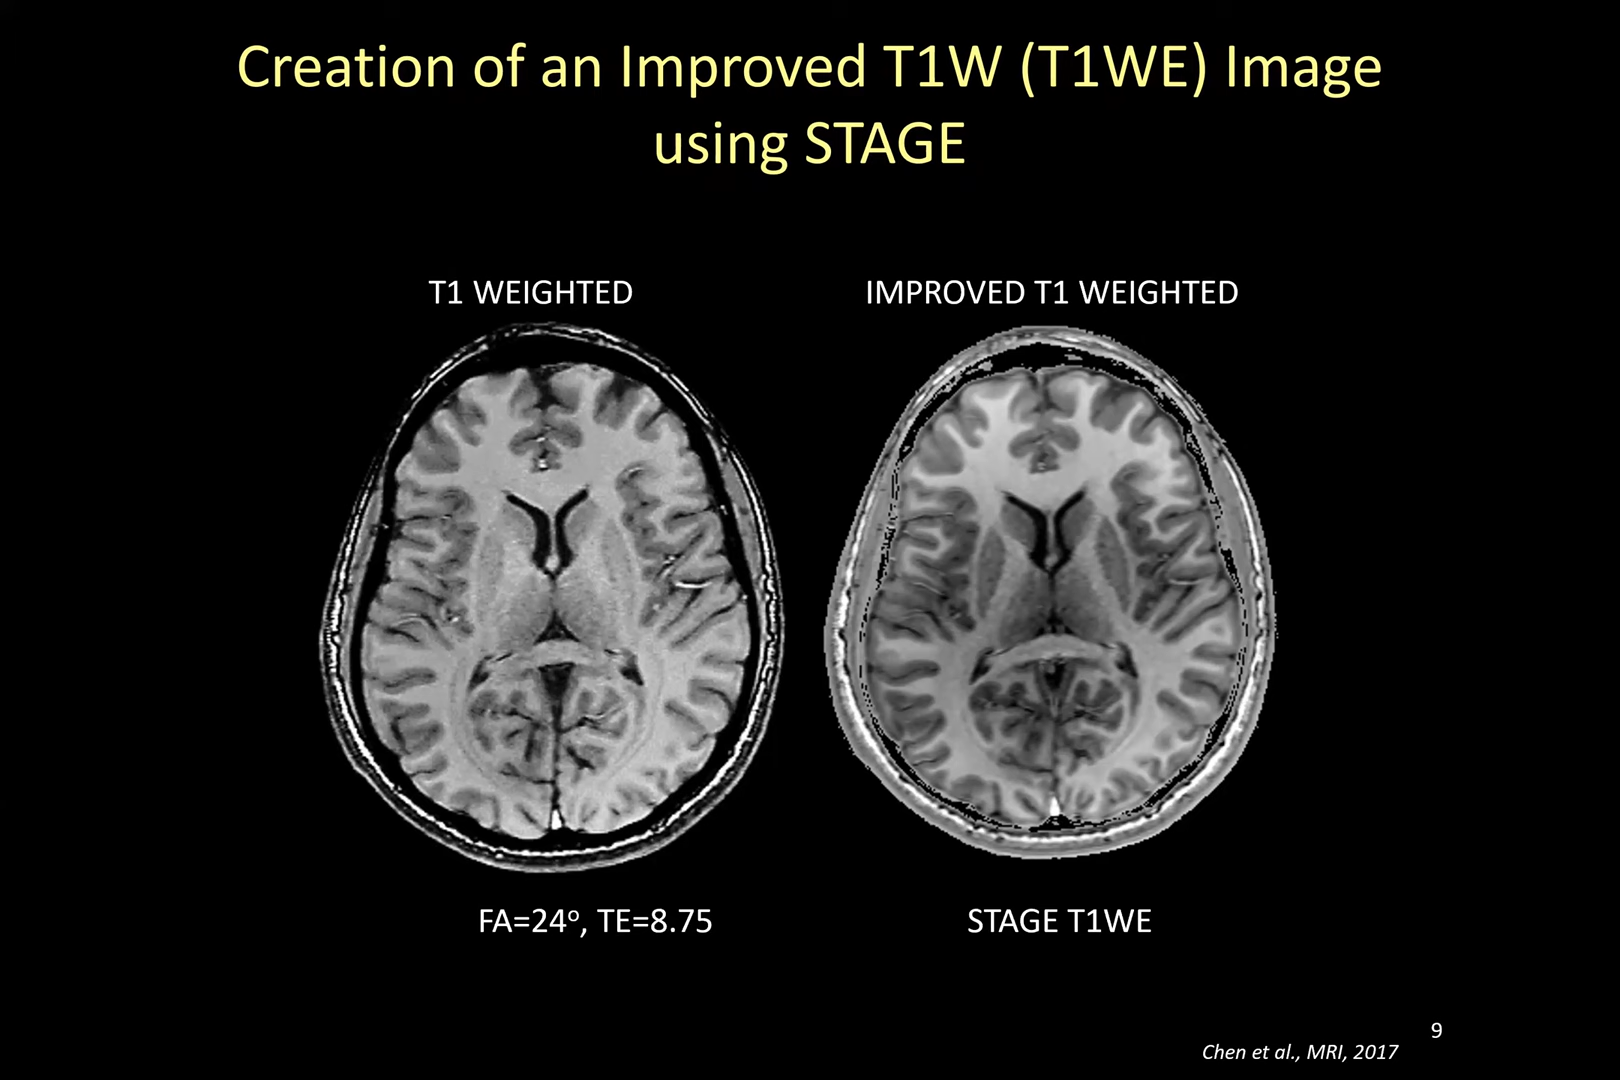 Creation of an Improved T1W (T1WE) Image
using STAGE
T1 WEIGHTED
IMPROVED T1 WEIGHTED
FA=24°, TE=8.75
STAGE T1WE
9
Chen et al., MRI, 2017